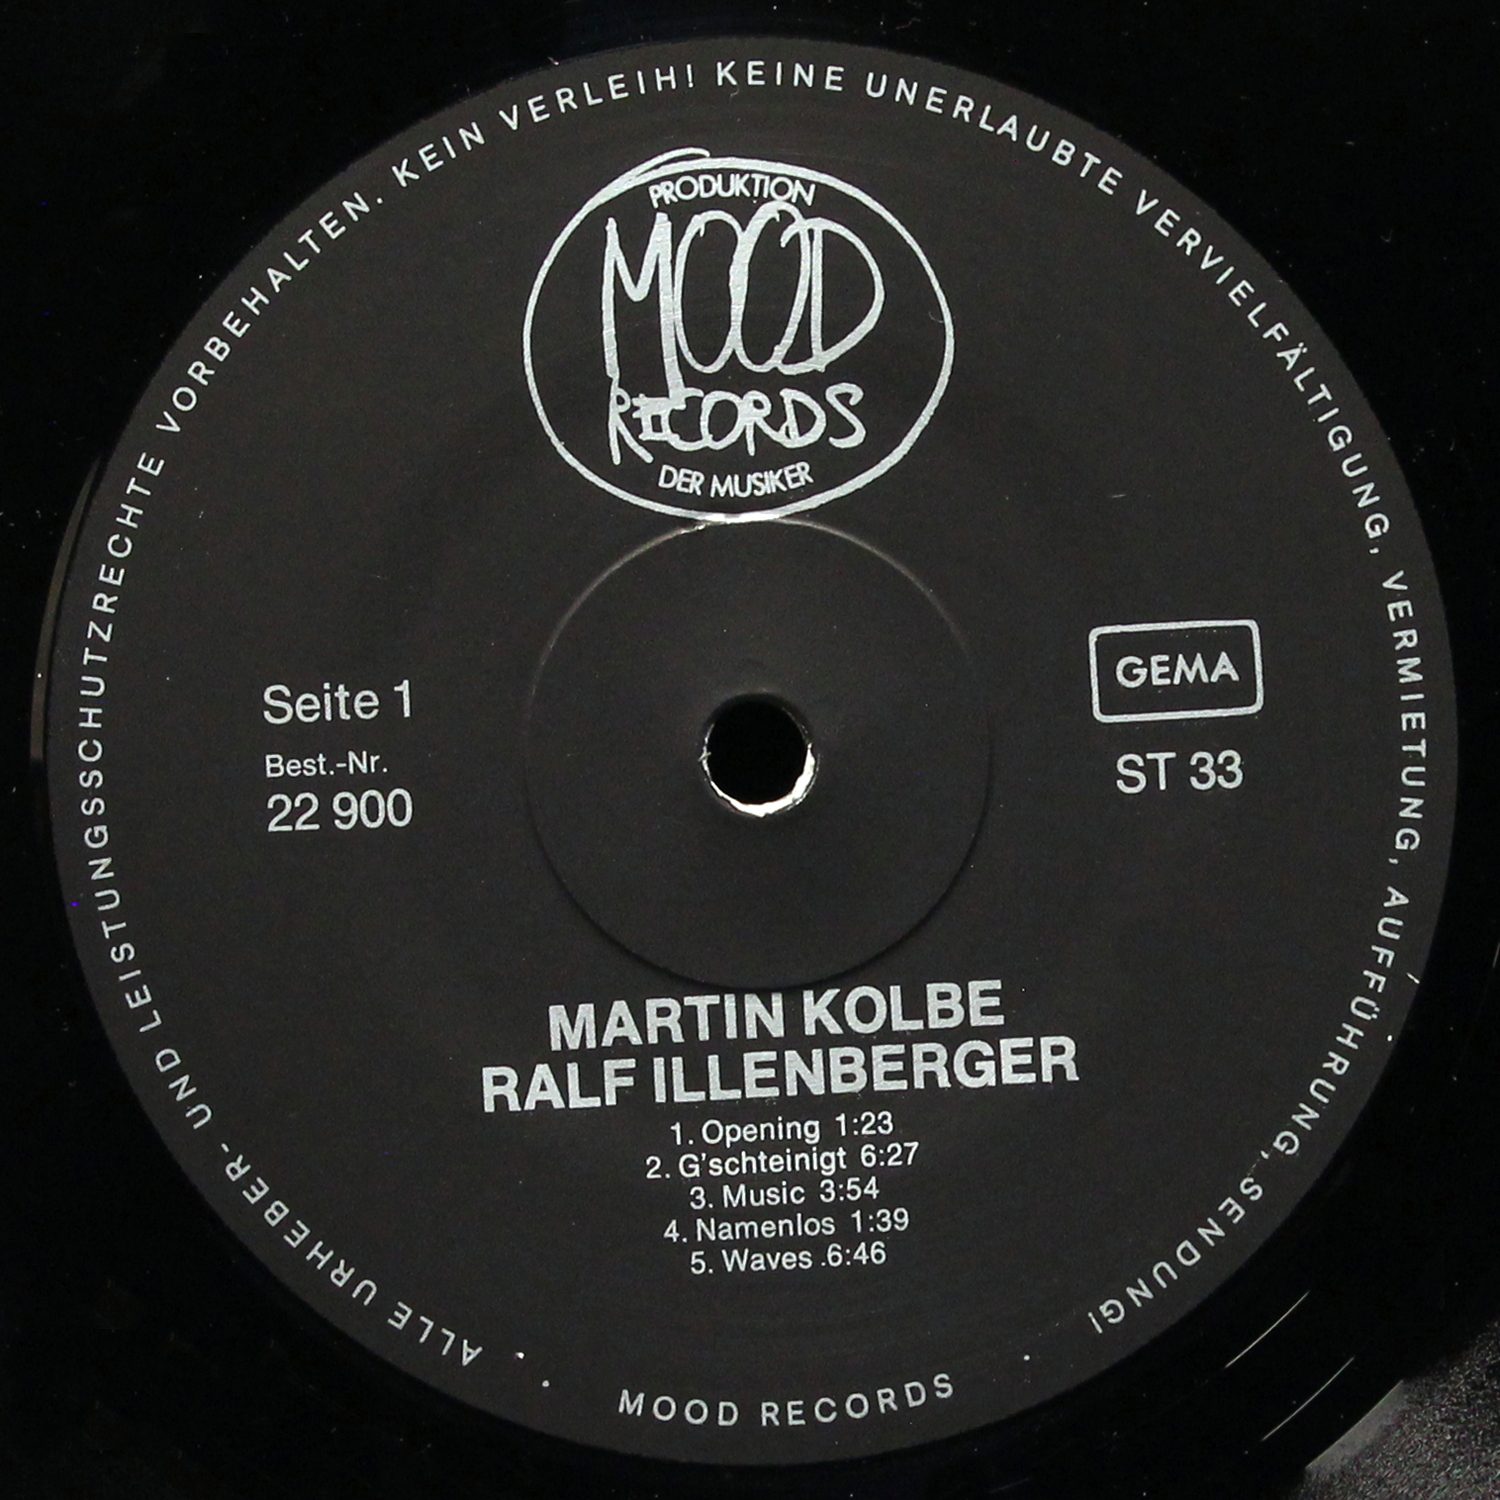 ALLE URHEBER- UND LEISTUNGSSCHUTZRECHTE VORBEHALTEN. KEIN VERLEIH! KEINE UNERLAUBTE VERVIELFÄLTIGUNG, VERMIETUNG, AUFFÜHRUNG, SENDUNG!
PRODUKTION
MOOD
RECORDS
DER MUSIKER
Seite 1
Best.-Nr.
22 900
GEMA
ST 33
MARTIN KOLBE
RALF ILLENBERGER
1. Opening 1:23
2. G'schteinigt 6:27
3. Music 3:54
4. Namenlos 1:39
5. Waves .6:46
· MOOD RECORDS ·